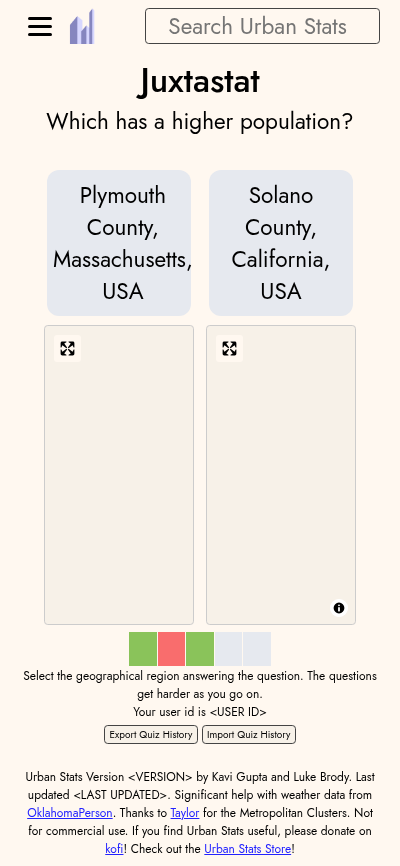 Search Urban Stats
Juxtastat
Which has a higher population?
Plymouth
County,
Massachusetts,
USA
Solano
County,
California,
USA
Select the geographical region answering the question. The questions
get harder as you go on.
Your user id is <USER ID>
Export Quiz History
Import Quiz History
Urban Stats Version <VERSION> by Kavi Gupta and Luke Brody. Last
updated <LAST UPDATED>. Significant help with weather data from
OklahomaPerson. Thanks to Taylor for the Metropolitan Clusters. Not
for commercial use. If you find Urban Stats useful, please donate on
kofi! Check out the Urban Stats Store!